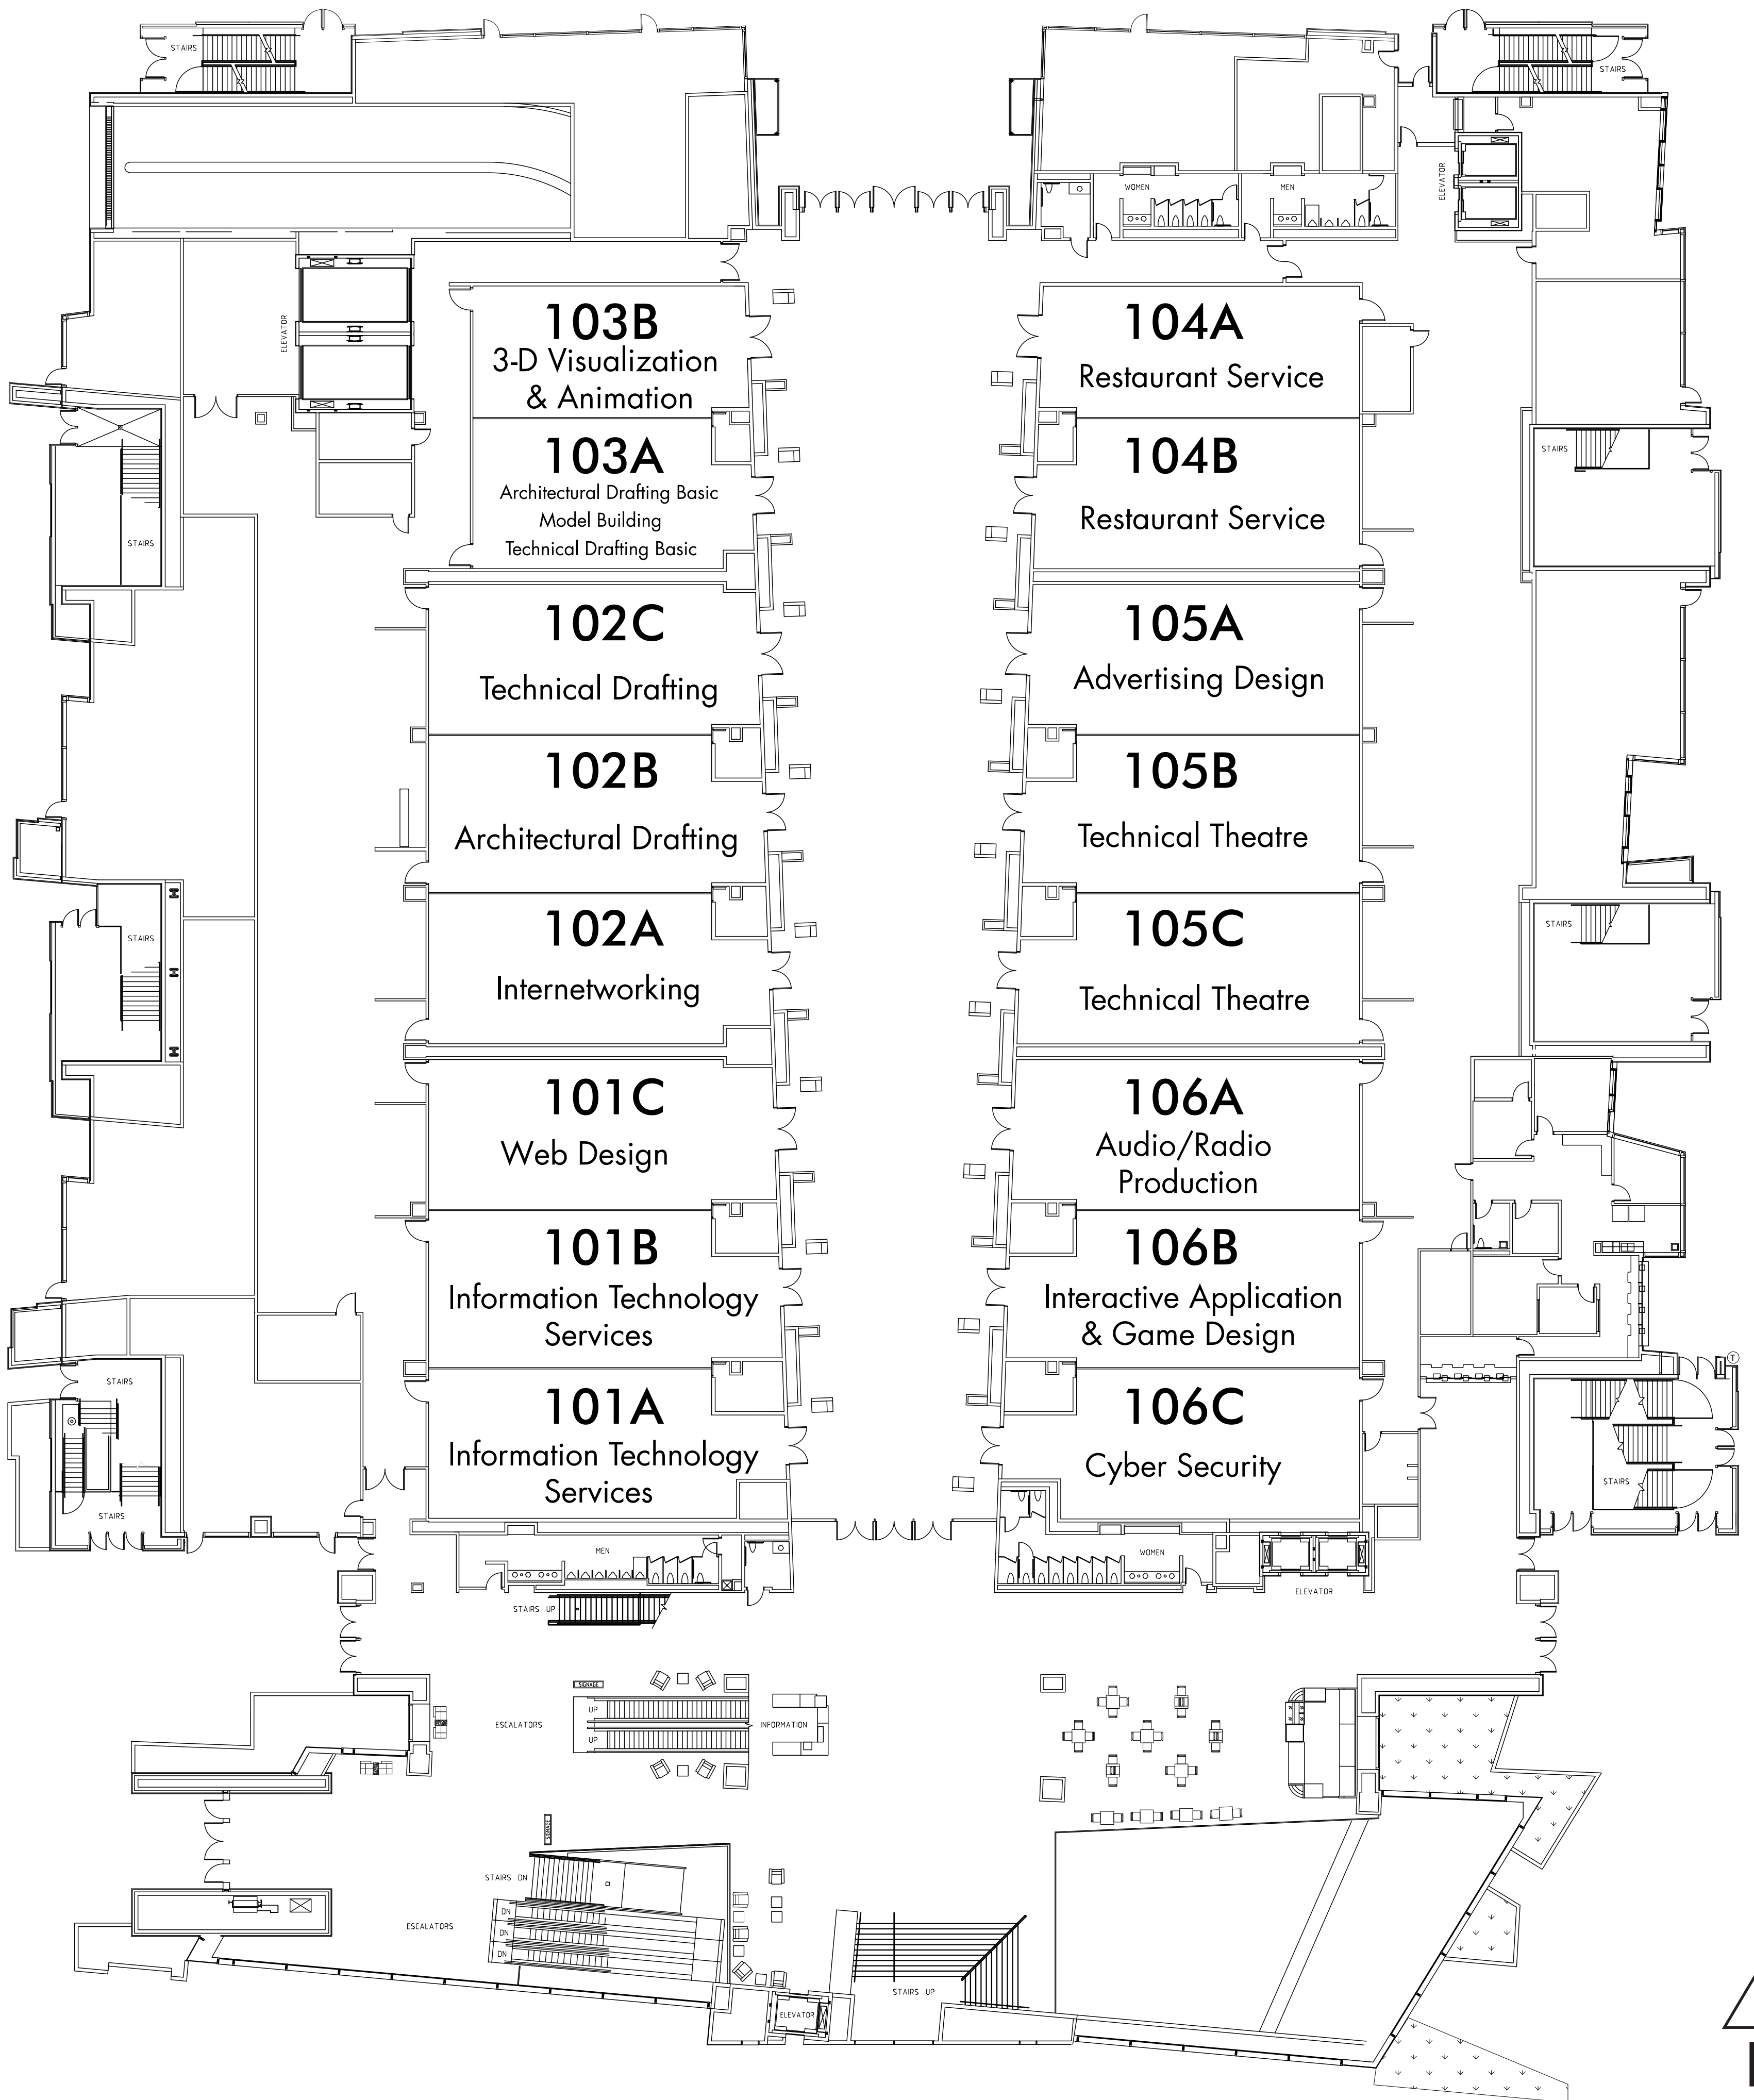 STAIRS
STAIRS
WOMEN
MEN
ELEVATOR
ELEVATOR
103B
3-D Visualization
& Animation
104A
Restaurant Service
103A
Architectural Drafting Basic
Model Building
Technical Drafting Basic
104B
Restaurant Service
STAIRS
STAIRS
102C
Technical Drafting
105A
Advertising Design
102B
Architectural Drafting
105B
Technical Theatre
102A
Internetworking
105C
Technical Theatre
STAIRS
STAIRS
101C
Web Design
106A
Audio/Radio
Production
101B
Information Technology
Services
106B
Interactive Application
& Game Design
T
STAIRS
101A
Information Technology
Services
106C
Cyber Security
STAIRS
STAIRS
MEN
WOMEN
ELEVATOR
STAIRS UP
SIGNAGE
UP
ESCALATORS
INFORMATION
UP
SIGNAGE
STAIRS DN
DN
ESCALATORS
DN
DN
STAIRS UP
ELEVATOR